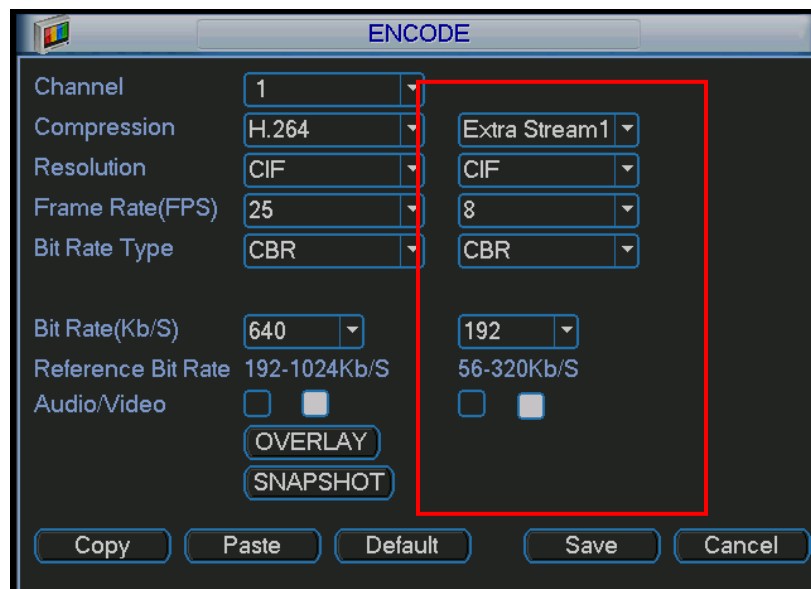 ENCODE
Channel 1
Compression H.264 Extra Stream1
Resolution CIF CIF
Frame Rate(FPS) 25 8
Bit Rate Type CBR CBR
Bit Rate(Kb/S) 640 192
Reference Bit Rate 192-1024Kb/S 56-320Kb/S
Audio/Video
OVERLAY
SNAPSHOT
Copy Paste Default Save Cancel